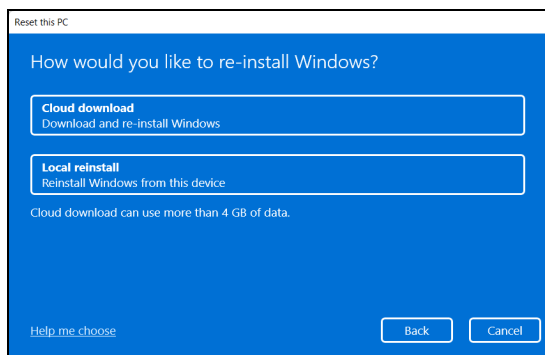 Reset this PC
How would you like to re-install Windows?
Cloud download
Download and re-install Windows
Local reinstall
Reinstall Windows from this device
Cloud download can use more than 4 GB of data.
Help me choose
Back
Cancel